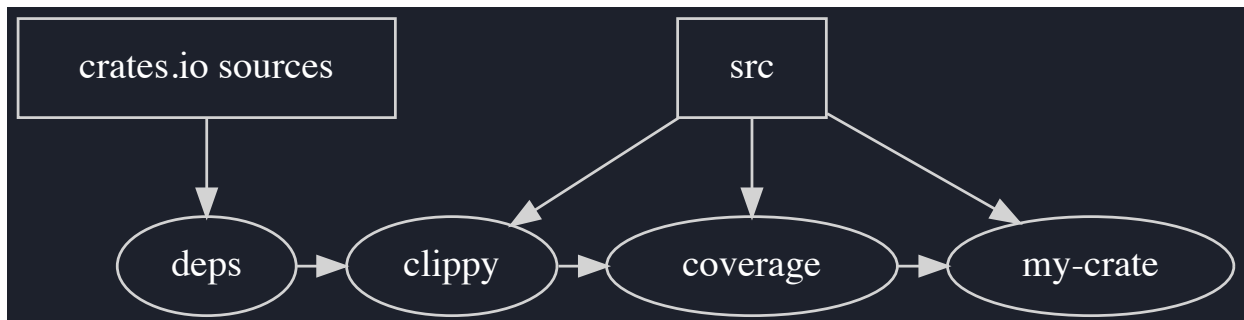 crates.io sources
src
deps
clippy
coverage
my-crate